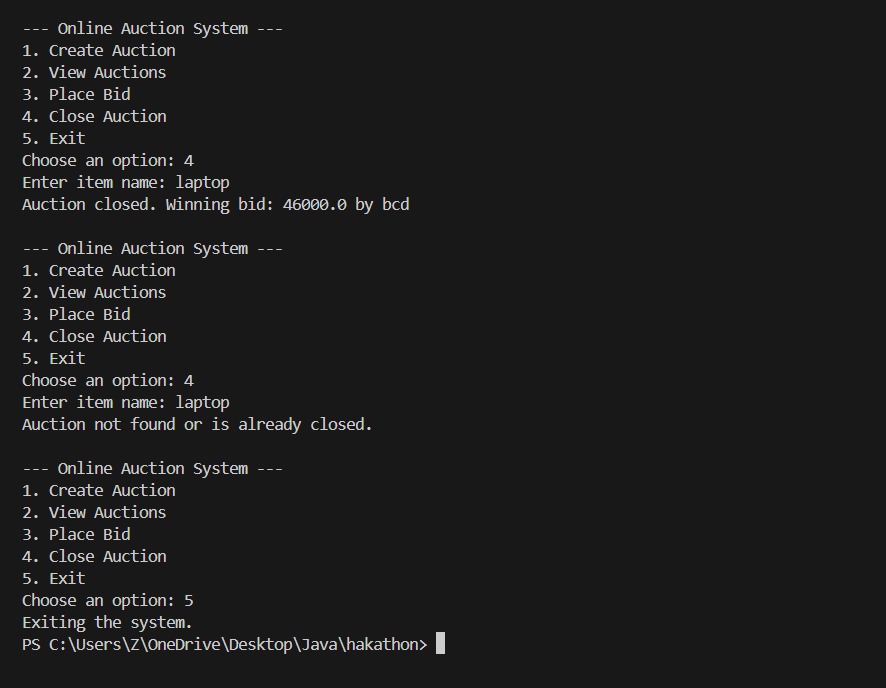 --- Online Auction System ---
1. Create Auction
2. View Auctions
3. Place Bid
4. Close Auction
5. Exit
Choose an option: 4
Enter item name: laptop
Auction closed. Winning bid: 46000.0 by bcd

--- Online Auction System ---
1. Create Auction
2. View Auctions
3. Place Bid
4. Close Auction
5. Exit
Choose an option: 4
Enter item name: laptop
Auction not found or is already closed.

--- Online Auction System ---
1. Create Auction
2. View Auctions
3. Place Bid
4. Close Auction
5. Exit
Choose an option: 5
Exiting the system.
PS C:\Users\Z\OneDrive\Desktop\Java\hakathon>